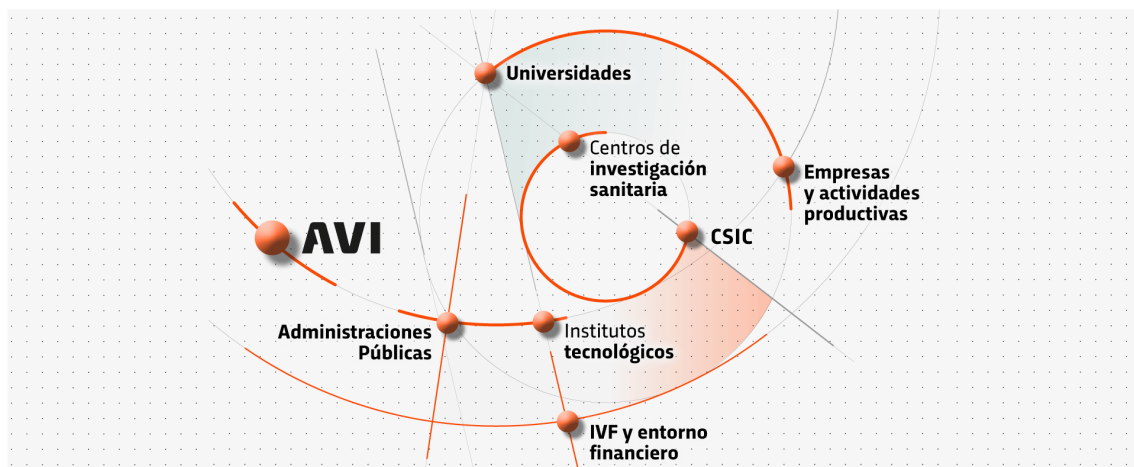 Universidades
Centros de
investigación
sanitaria
Empresas
y actividades
productivas
CSIC
AVI
Administraciones
Públicas
Institutos
tecnológicos
IVF y entorno
financiero